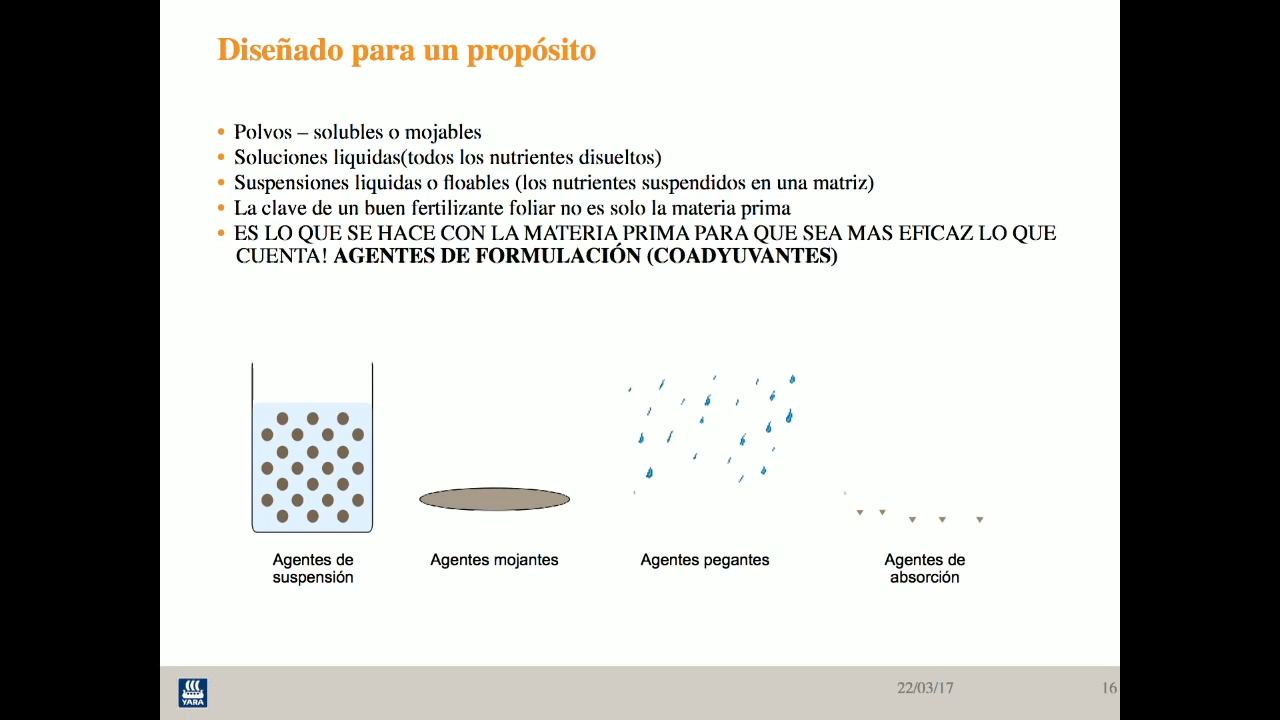 Diseñado para un propósito
• Polvos – solubles o mojables
• Soluciones liquidas(todos los nutrientes disueltos)
• Suspensiones liquidas o floables (los nutrientes suspendidos en una matriz)
• La clave de un buen fertilizante foliar no es solo la materia prima
• ES LO QUE SE HACE CON LA MATERIA PRIMA PARA QUE SEA MAS EFICAZ LO QUE
CUENTA! AGENTES DE FORMULACIÓN (COADYUVANTES)
Agentes de
suspensión
Agentes mojantes
Agentes pegantes
Agentes de
absorción
YARA
22/03/17
16